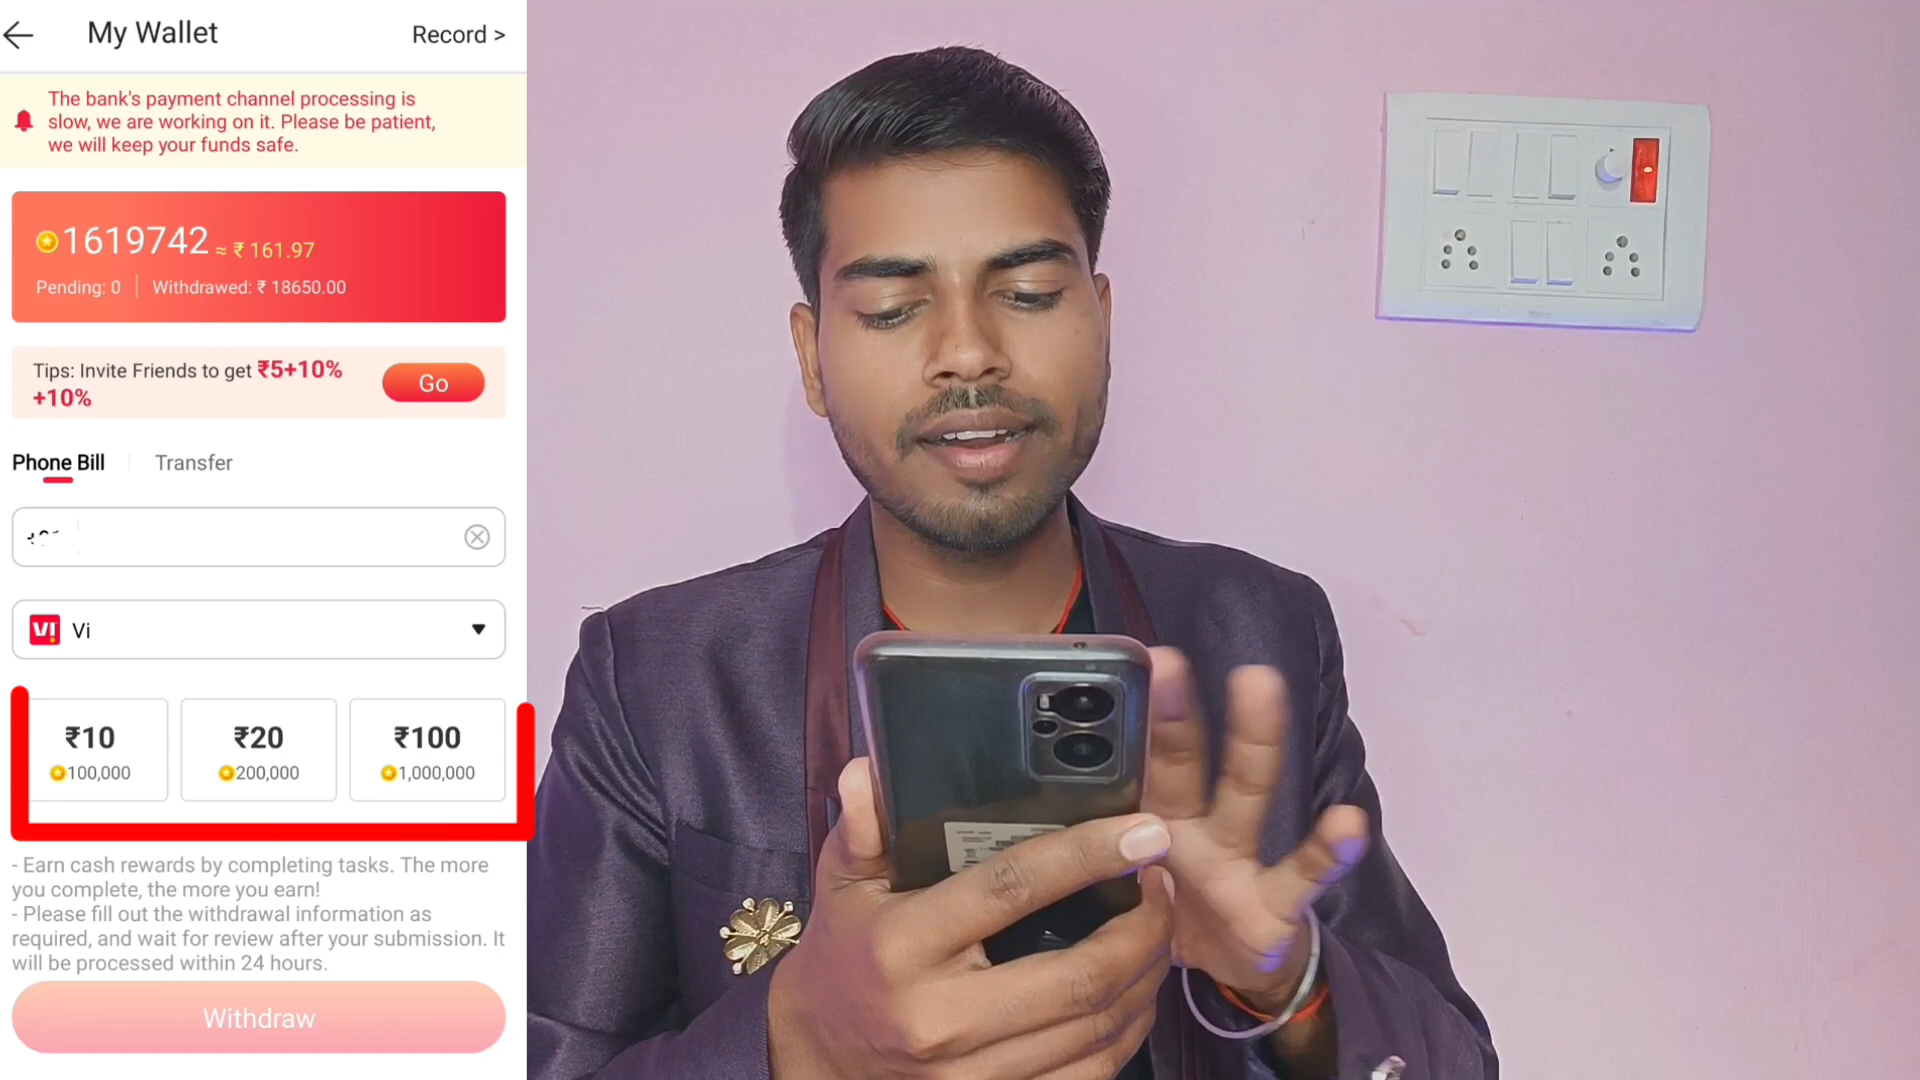 My Wallet
Record >
The bank's payment channel processing is
slow, we are working on it. Please be patient,
we will keep your funds safe.
1619742 ≈ ₹ 161.97
Pending: 0 | Withdrawed: ₹ 18650.00
Tips: Invite Friends to get ₹5+10%
+10%
Go
Phone Bill
Transfer
Vi
₹10
₹20
₹100
100,000
200,000
1,000,000
- Earn cash rewards by completing tasks. The more
you complete, the more you earn!
- Please fill out the withdrawal information as
required, and wait for review after your submission. It
will be processed within 24 hours.
Withdraw